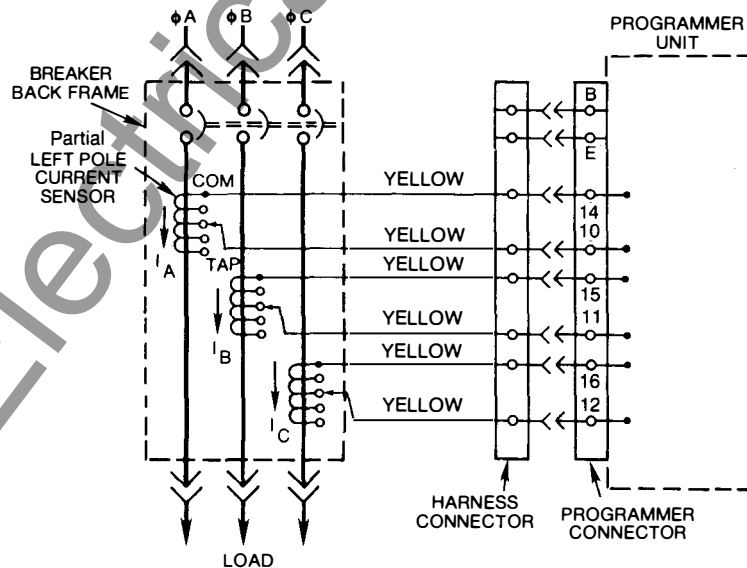 ϕA ϕB ϕC
PROGRAMMER
UNIT
BREAKER
BACK FRAME
Partial
LEFT POLE
CURRENT
SENSOR
B
E
COM
YELLOW
14
10
YELLOW
I A
TAP
YELLOW
15
11
I B
YELLOW
YELLOW
16
12
I C
YELLOW
HARNESS
CONNECTOR
PROGRAMMER
CONNECTOR
LOAD
Electric